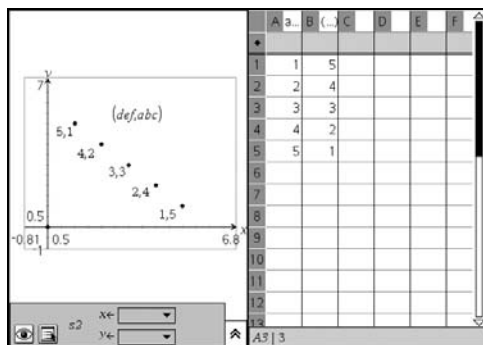 y
7
(def,abc)
5,1
4,2
3,3
2,4
1,5
0.5
x
-0.81
0.5
6.8
-1
s2
x←
y←
A a... B (...) C D E F
◆
1 1 5
2 2 4
3 3 3
4 4 2
5 5 1
6
7
8
9
10
11
12
13
A3 | 3